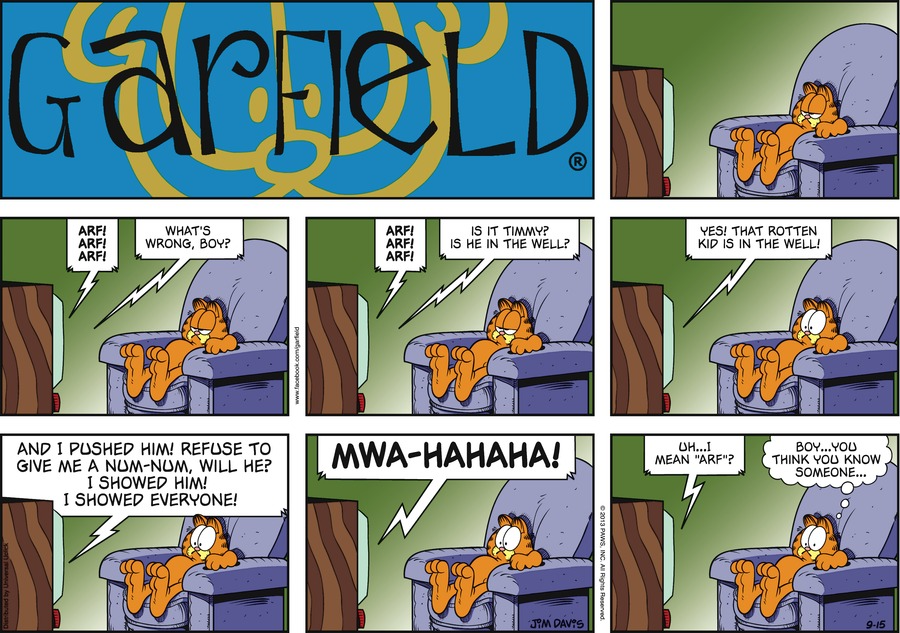 GarfieLD
®
ARF!
ARF!
ARF!
WHAT'S
WRONG, BOY?
ARF!
ARF!
ARF!
IS IT TIMMY?
IS HE IN THE WELL?
www.facebook.com/garfield
YES! THAT ROTTEN
KID IS IN THE WELL!
AND I PUSHED HIM! REFUSE TO
GIVE ME A NUM-NUM, WILL HE?
I SHOWED HIM!
I SHOWED EVERYONE!
Distributed by Universal Uclick
MWA-HAHAHA!
JIM DAVIS
© 2013 PAWS, INC. All Rights Reserved.
UH...I
MEAN "ARF"?
BOY...YOU
THINK YOU KNOW
SOMEONE...
9-15